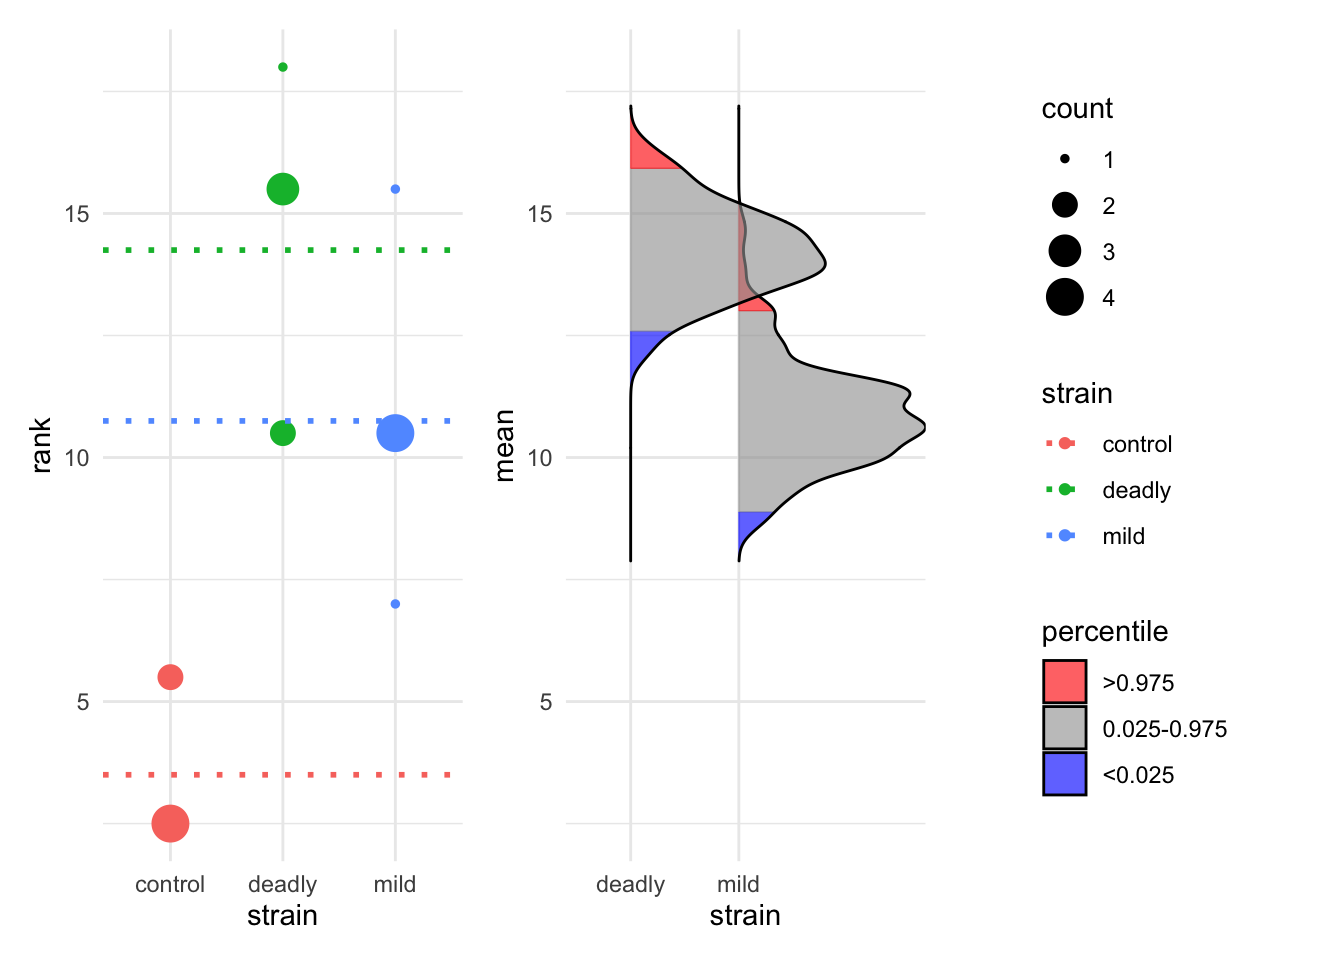 rank
15
10
5
control deadly mild
strain
mean
15
10
5
deadly mild
strain
count
1
2
3
4
strain
control
deadly
mild
percentile
>0.975
0.025-0.975
<0.025